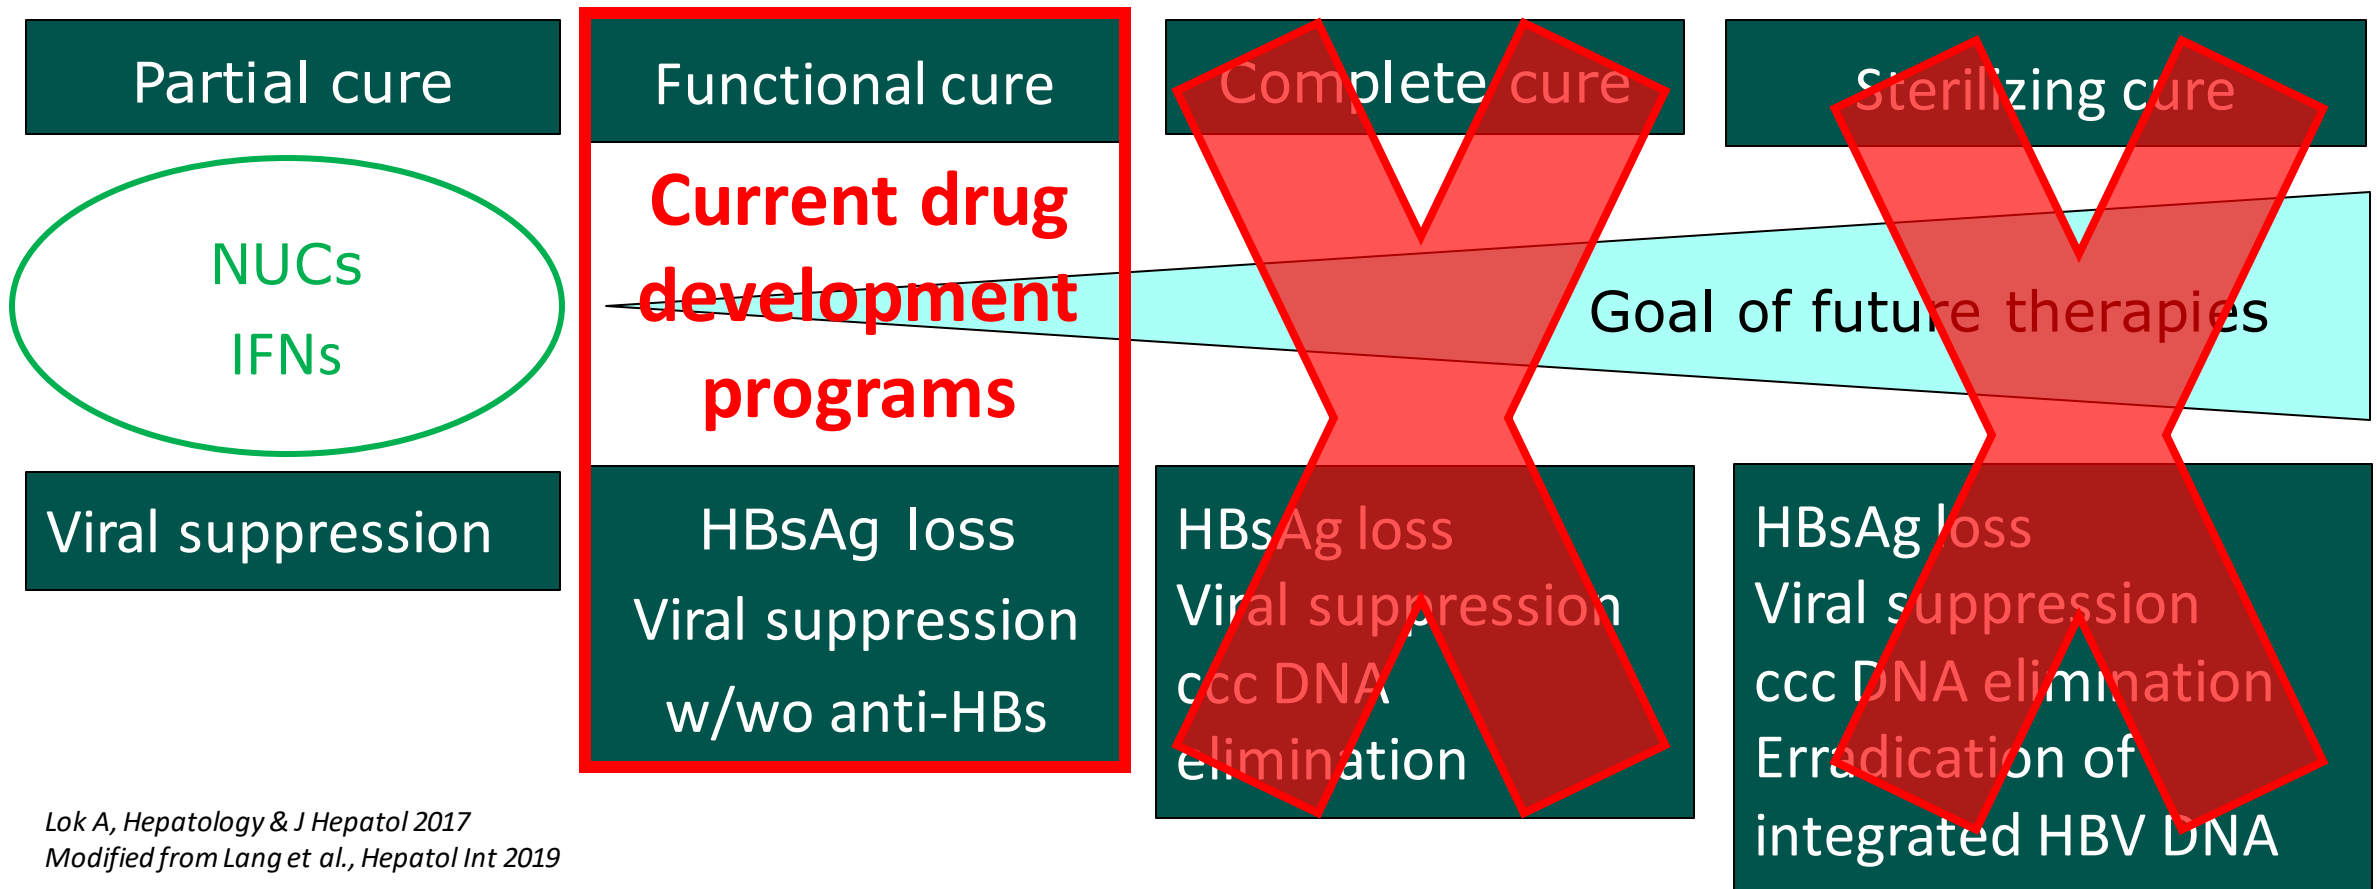 Partial cure
Functional cure
Complete cure
Sterilizing cure
NUCs
IFNs
Current drug
development
programs
Goal of future therapies
Viral suppression
HBsAg loss
Viral suppression
w/wo anti-HBs
HBsAg loss
Viral suppression
ccc DNA
elimination
HBsAg loss
Viral suppression
ccc DNA elimination
Erradication of
integrated HBV DNA
Lok A, Hepatology & J Hepatol 2017
Modified from Lang et al., Hepatol Int 2019